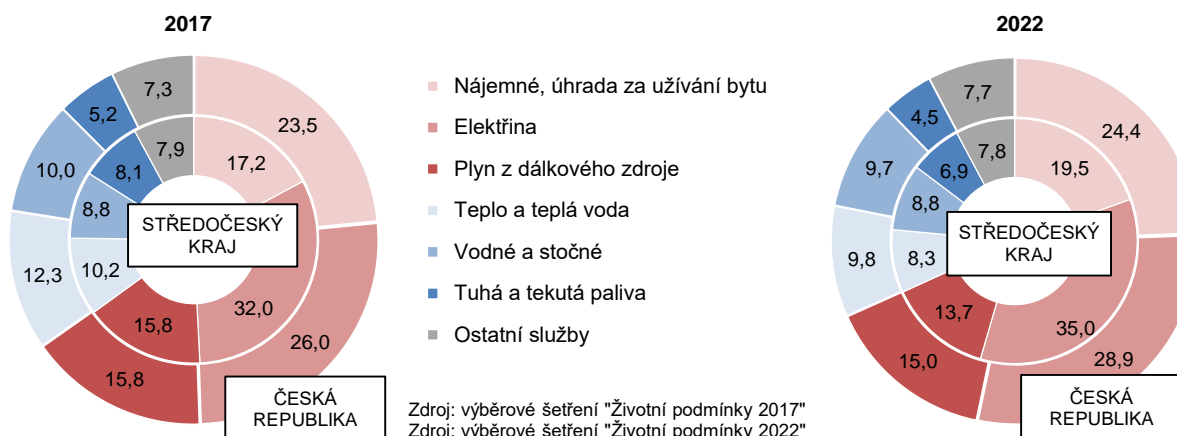 2017
7,3
23,5
5,2
7,9
17,2
10,0
8,1
8,8
STŘEDOČESKÝ
KRAJ
12,3
10,2
32,0
15,8
26,0
15,8
ČESKÁ
REPUBLIKA
Nájemné, úhrada za užívání bytu
Elektřina
Plyn z dálkového zdroje
Teplo a teplá voda
Vodné a stočné
Tuhá a tekutá paliva
Ostatní služby
Zdroj: výběrové šetření "Životní podmínky 2017"
Zdroj: výběrové šetření "Životní podmínky 2022"
2022
7,7
24,4
4,5
7,8
19,5
9,7
6,9
8,8
STŘEDOČESKÝ
KRAJ
9,8
8,3
13,7
35,0
15,0
28,9
ČESKÁ
REPUBLIKA